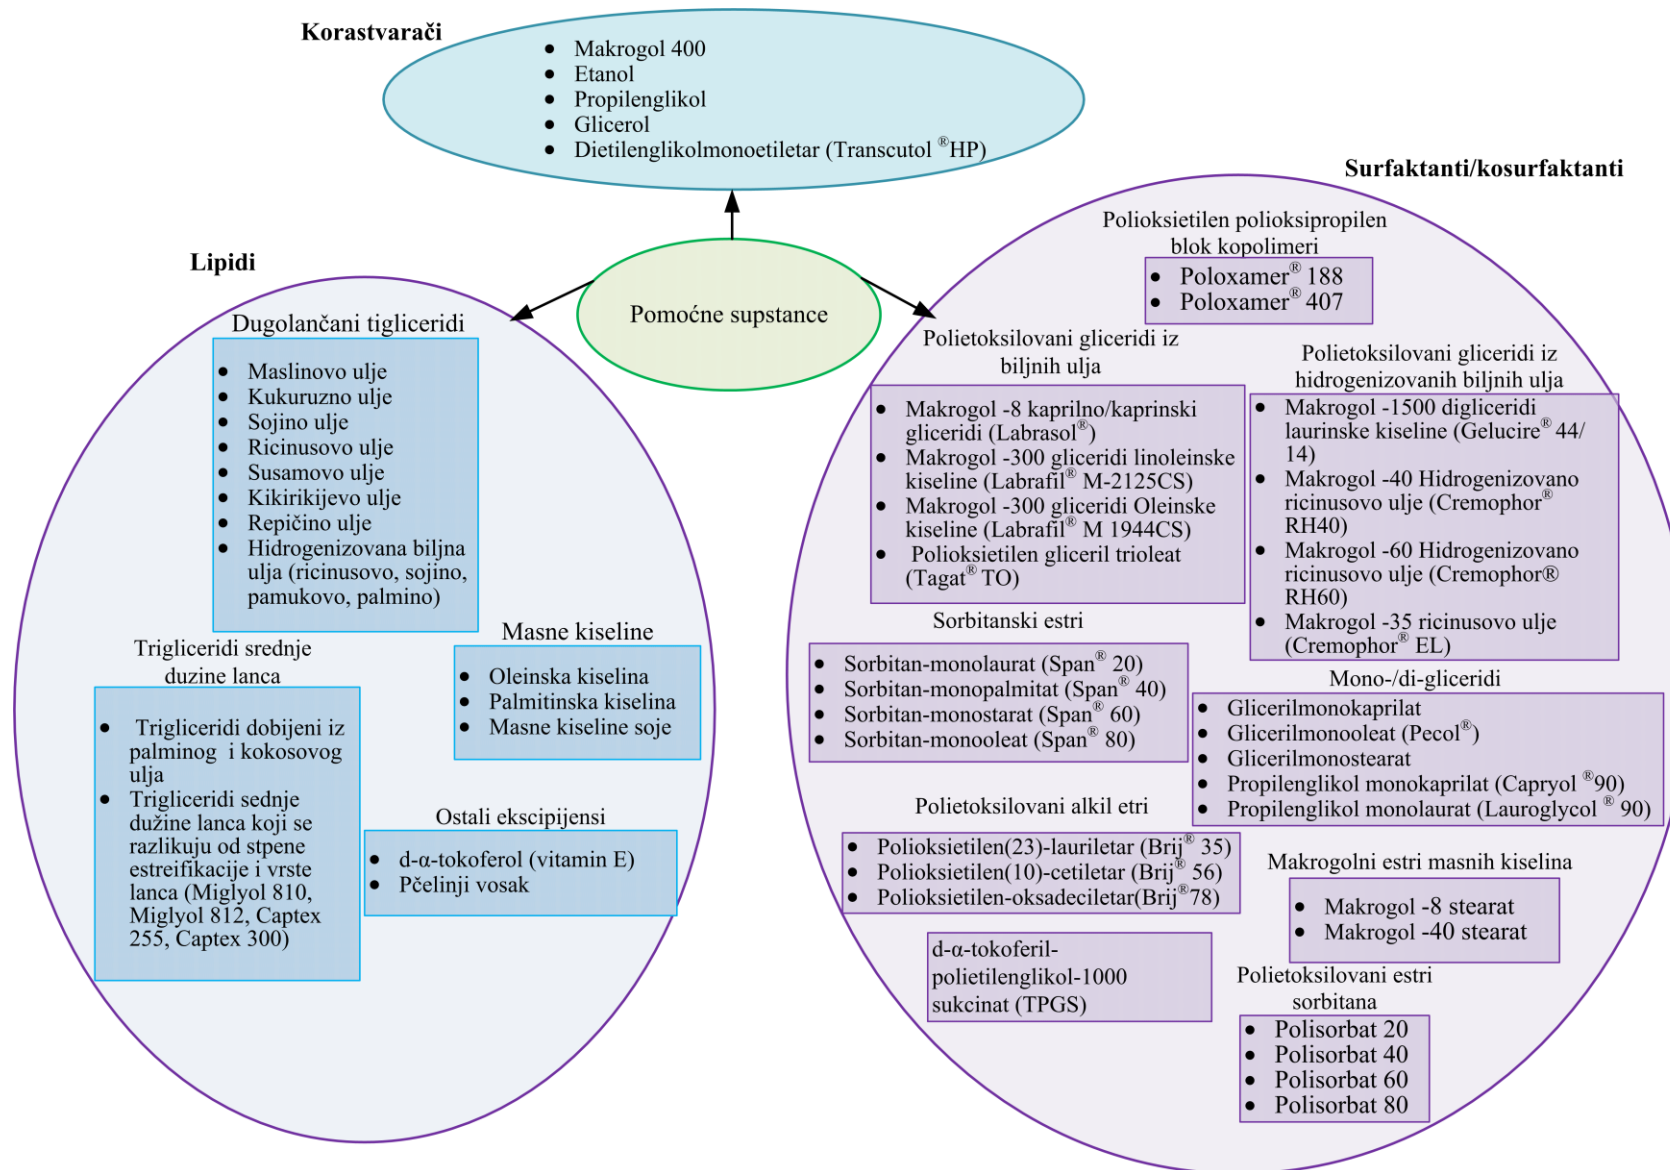 Korastvarači
• Makrogol 400
• Etanol
• Propilenglikol
• Glicerol
• Dietilenglikolmonoetiletar (Transcutol ®HP)
Pomoćne supstance
Lipidi
Dugolančani tigliceridi
• Maslinovo ulje
• Kukuruzno ulje
• Sojino ulje
• Ricinusovo ulje
• Susamovo ulje
• Kikirikijevo ulje
• Repičino ulje
• Hidrogenizovana biljna
ulja (ricinusovo, sojino,
pamukovo, palmino)
Trigliceridi srednje
duzine lanca
• Trigliceridi dobijeni iz
palminog i kokosovog
ulja
• Trigliceridi sednje
dužine lanca koji se
razlikuju od stpene
estreifikacije i vrste
lanca (Miglyol 810,
Miglyol 812, Captex
255, Captex 300)
Masne kiseline
• Oleinska kiselina
• Palmitinska kiselina
• Masne kiseline soje
Ostali ekscipijensi
• d-α-tokoferol (vitamin E)
• Pčelinji vosak
Surfaktanti/kosurfaktanti
Polioksietilen polioksipropilen
blok kopolimeri
• Poloxamer® 188
• Poloxamer® 407
Polietoksilovani gliceridi iz
biljnih ulja
• Makrogol -8 kaprilno/kaprinski
gliceridi (Labrasol®)
• Makrogol -300 gliceridi linoleinske
kiseline (Labrafil® M-2125CS)
• Makrogol -300 gliceridi Oleinske
kiseline (Labrafil® M 1944CS)
• Polioksietilen gliceril trioleat
(Tagat® TO)
Polietoksilovani gliceridi iz
hidrogenizovanih biljnih ulja
• Makrogol -1500 digliceridi
laurinske kiseline (Gelucire® 44/
14)
• Makrogol -40 Hidrogenizovano
ricinusovo ulje (Cremophor®
RH40)
• Makrogol -60 Hidrogenizovano
ricinusovo ulje (Cremophor®
RH60)
• Makrogol -35 ricinusovo ulje
(Cremophor® EL)
Sorbitanski estri
• Sorbitan-monolaurat (Span® 20)
• Sorbitan-monopalmitat (Span® 40)
• Sorbitan-monostarat (Span® 60)
• Sorbitan-monooleat (Span® 80)
Mono-/di-gliceridi
• Glicerilmonokaprilat
• Glicerilmonooleat (Pecol®)
• Glicerilmonostearat
• Propilenglikol monokaprilat (Capryol ®90)
• Propilenglikol monolaurat (Lauroglycol ® 90)
Polietoksilovani alkil etri
• Polioksietilen(23)-lauriletar (Brij® 35)
• Polioksietilen(10)-cetiletar (Brij® 56)
• Polioksietilen-oksadeciletar(Brij®78)
Makrogolni estri masnih kiselina
• Makrogol -8 stearat
• Makrogol -40 stearat
d-α-tokoferil-
polietilenglikol-1000
sukcinat (TPGS)
Polietoksilovani estri
sorbitana
• Polisorbat 20
• Polisorbat 40
• Polisorbat 60
• Polisorbat 80